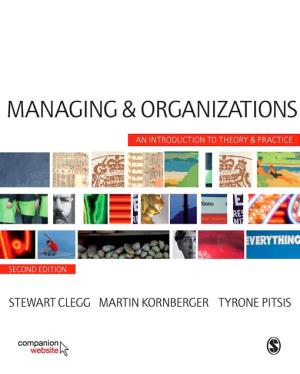 MANAGING & ORGANIZATIONS
AN INTRODUCTION TO THEORY & PRACTICE
EVERYTHING
SECOND EDITION
STEWART CLEGG MARTIN KORNBERGER TYRONE PITSIS
companion
website